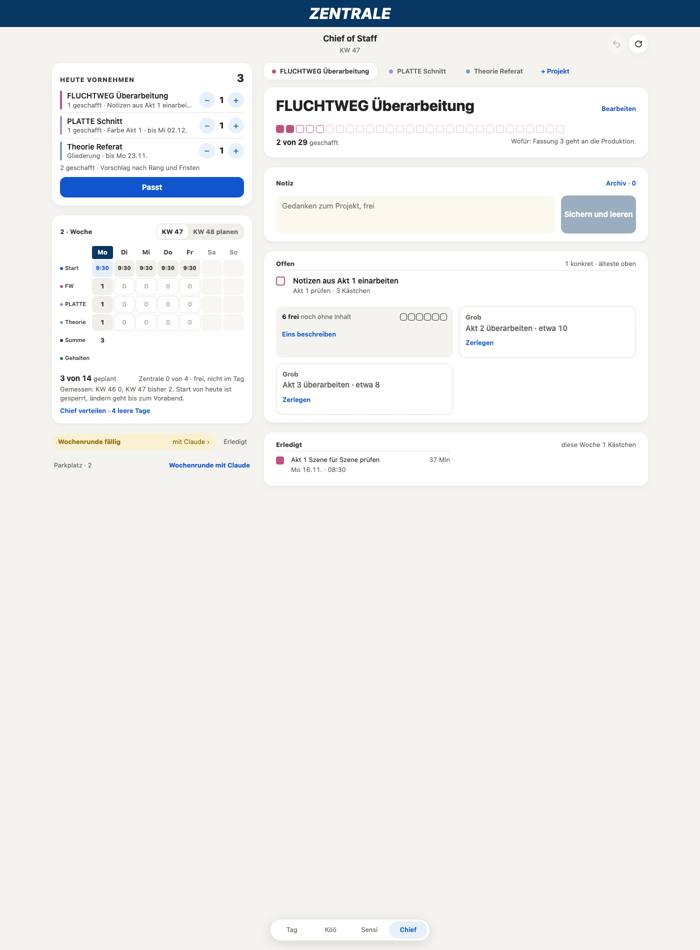 ZENTRALE
Chief of Staff
KW 47
HEUTE VORNEHMEN 3
FLUCHTWEG Überarbeitung
1 geschafft · Notizen aus Akt 1 einarbei...
− 1 +
PLATTE Schnitt
1 geschafft · Farbe Akt 1 · bis Mi 02.12.
− 1 +
Theorie Referat
Gliederung · bis Mo 23.11.
− 1 +
2 geschafft · Vorschlag nach Rang und Fristen
Passt
2 · Woche KW 47 KW 48 planen
Mo Di Mi Do Fr Sa So
Start 9:30 9:30 9:30 9:30 9:30
FW 1 0 0 0 0
PLATTE 1 0 0 0 0
Theorie 1 0 0 0 0
Summe 3
Gehalten
3 von 14 geplant Zentrale 0 von 4 · frei, nicht im Tag
Gemessen: KW 46 0, KW 47 bisher 2. Start von heute ist
gesperrt, ändern geht bis zum Vorabend.
Chief verteilen · 4 leere Tage
Wochenrunde fällig mit Claude › Erledigt
Parkplatz · 2 Wochenrunde mit Claude
FLUCHTWEG Überarbeitung PLATTE Schnitt Theorie Referat + Projekt
FLUCHTWEG Überarbeitung Bearbeiten
2 von 29 geschafft Wofür: Fassung 3 geht an die Produktion.
Notiz Archiv · 0
Gedanken zum Projekt, frei
Sichern und leeren
Offen 1 konkret · älteste oben
Notizen aus Akt 1 einarbeiten
Akt 1 prüfen · 3 Kästchen
6 frei noch ohne Inhalt
Eins beschreiben
Grob
Akt 2 überarbeiten · etwa 10
Zerlegen
Grob
Akt 3 überarbeiten · etwa 8
Zerlegen
Erledigt diese Woche 1 Kästchen
Akt 1 Szene für Szene prüfen 37 Min
Mo 16.11. · 08:30
Tag Köö Sensi Chief